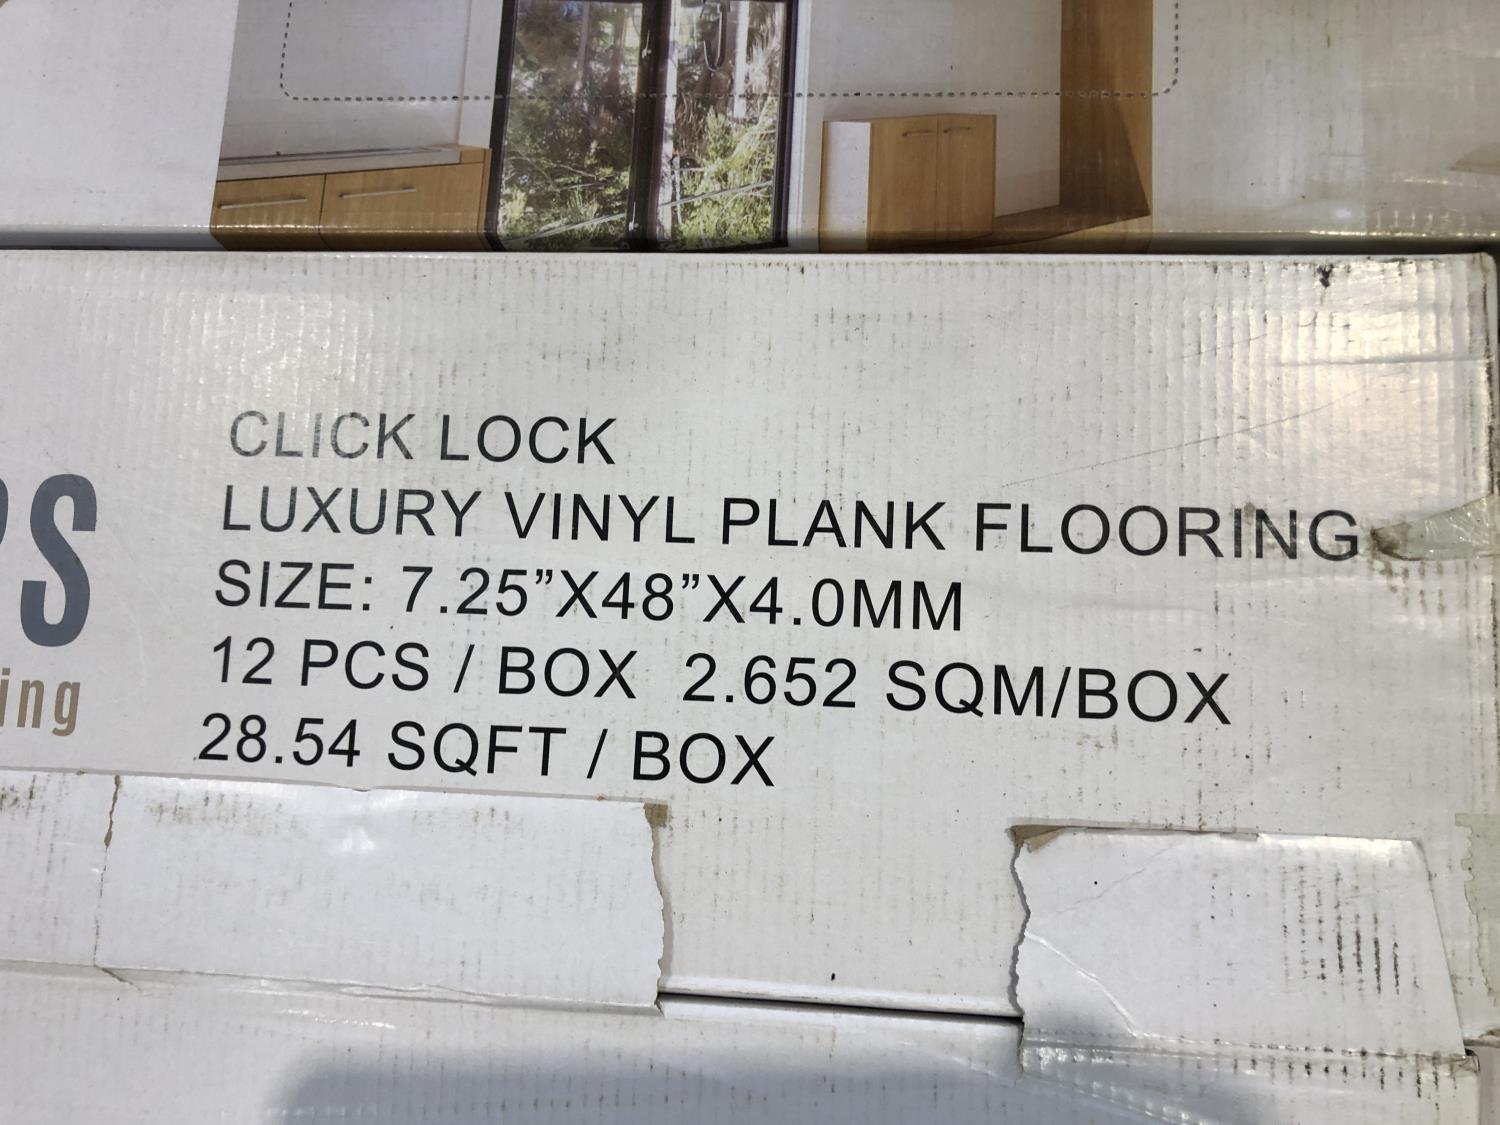 CLICK LOCK
LUXURY VINYL PLANK FLOORING
SIZE: 7.25”X48”X4.0MM
12 PCS / BOX 2.652 SQM/BOX
28.54 SQFT / BOX